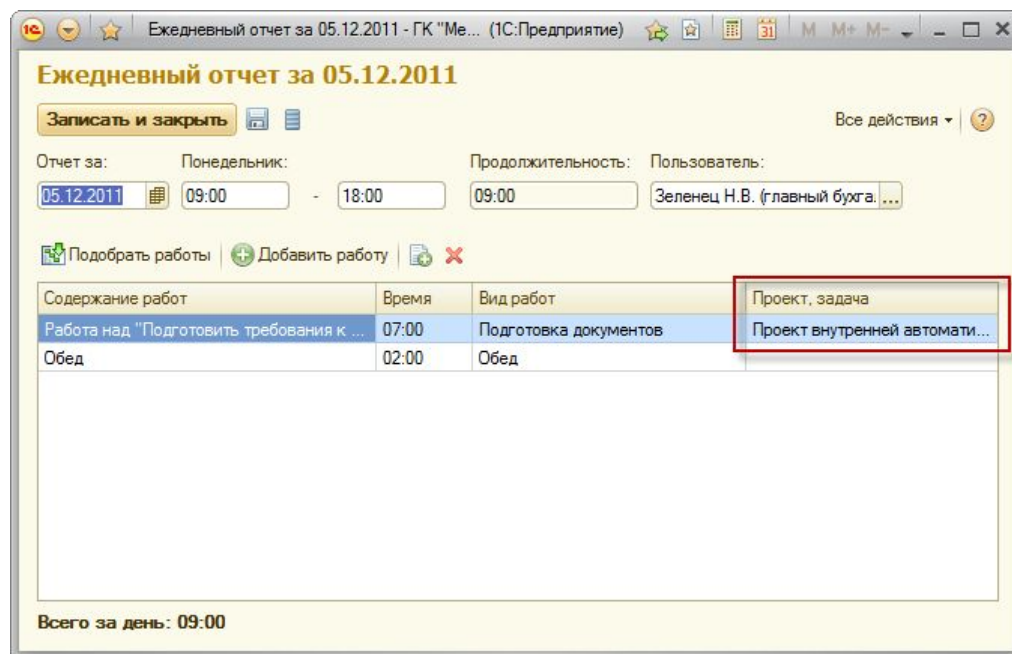 Ежедневный отчет за 05.12.2011 - ГК "Ме... (1С:Предприятие) 31 M M+ M-
Ежедневный отчет за 05.12.2011
Записать и закрыть Все действия ?
Отчет за: Понедельник: Продолжительность: Пользователь:
05.12.2011 09:00 - 18:00 09:00 Зеленец Н.В. (главный бухга. ...
Подобрать работы Добавить работу
Содержание работ Время Вид работ Проект, задача
Работа над "Подготовить требования к ... 07:00 Подготовка документов Проект внутренней автомати...
Обед 02:00 Обед
Всего за день: 09:00